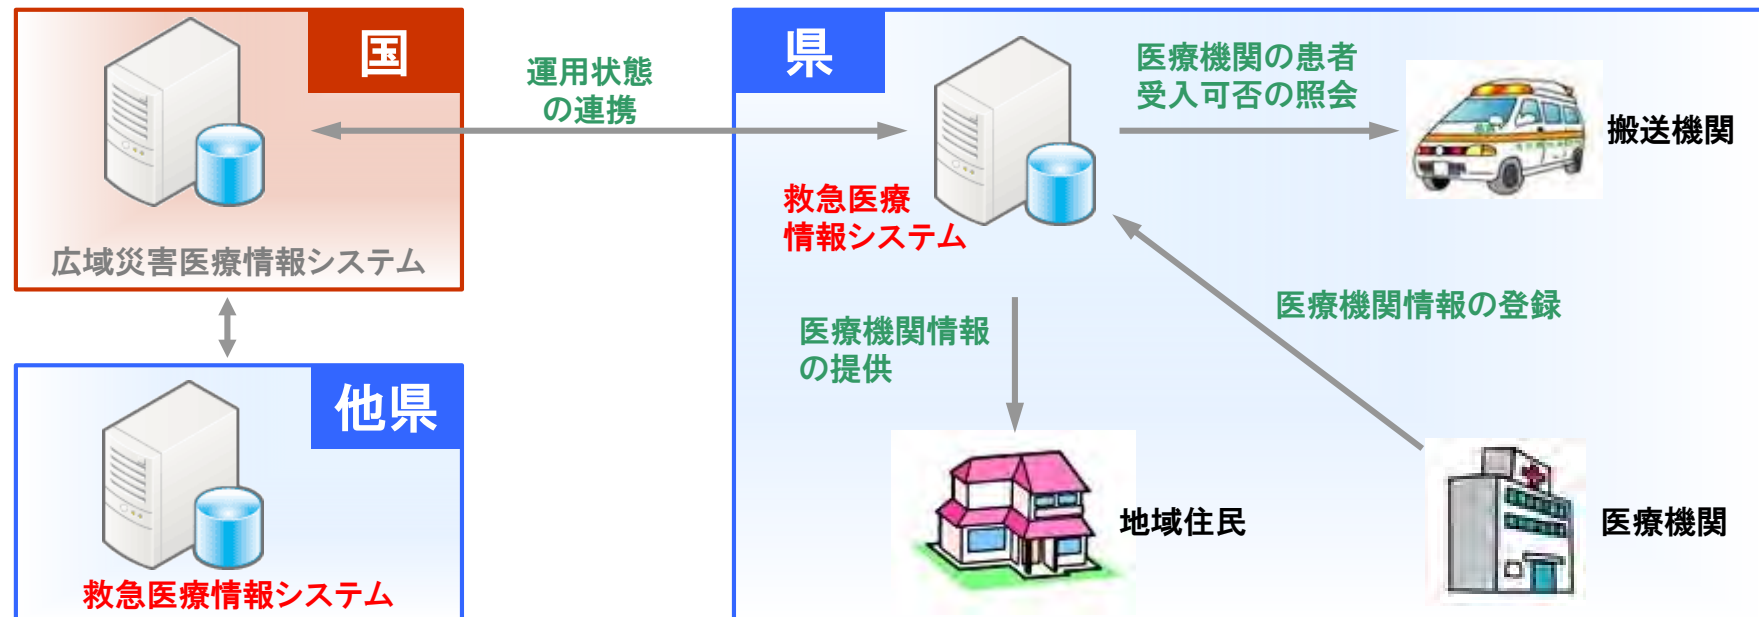 国
広域災害医療情報システム
運用状態
の連携
他県
救急医療情報システム
県
救急医療
情報システム
医療機関の患者
受入可否の照会
搬送機関
医療機関情報の登録
医療機関情報
の提供
地域住民
医療機関